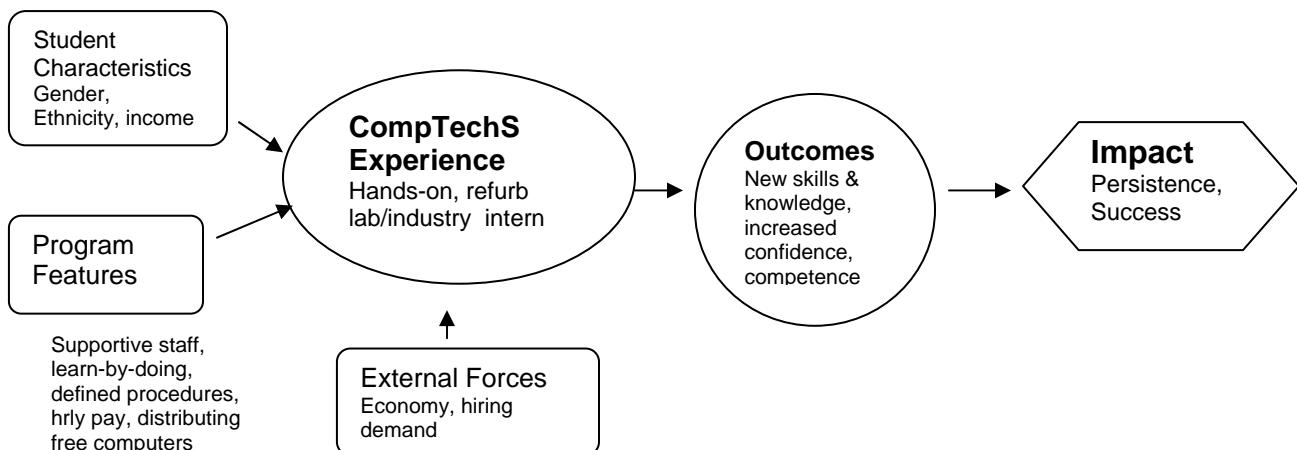 Student
Characteristics
Gender,
Ethnicity, income
CompTechS
Experience
Hands-on, refurb
lab/industry intern
Outcomes
New skills &
knowledge,
increased
confidence,
competence
Impact
Persistence,
Success
Program
Features
Supportive staff,
learn-by-doing,
defined procedures,
hrly pay, distributing
free computers
External Forces
Economy, hiring
demand